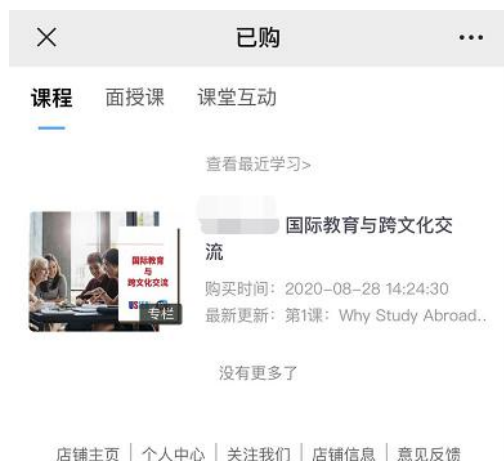 已购
课程 面授课 课堂互动
查看最近学习>
国际教育与跨文化交
流
购买时间：2020-08-28 14:24:30
最新更新：第1课：Why Study Abroad..
国际教育
与
跨文化交流
专栏
没有更多了
店铺主页 | 个人中心 | 关注我们 | 店铺信息 | 意见反馈